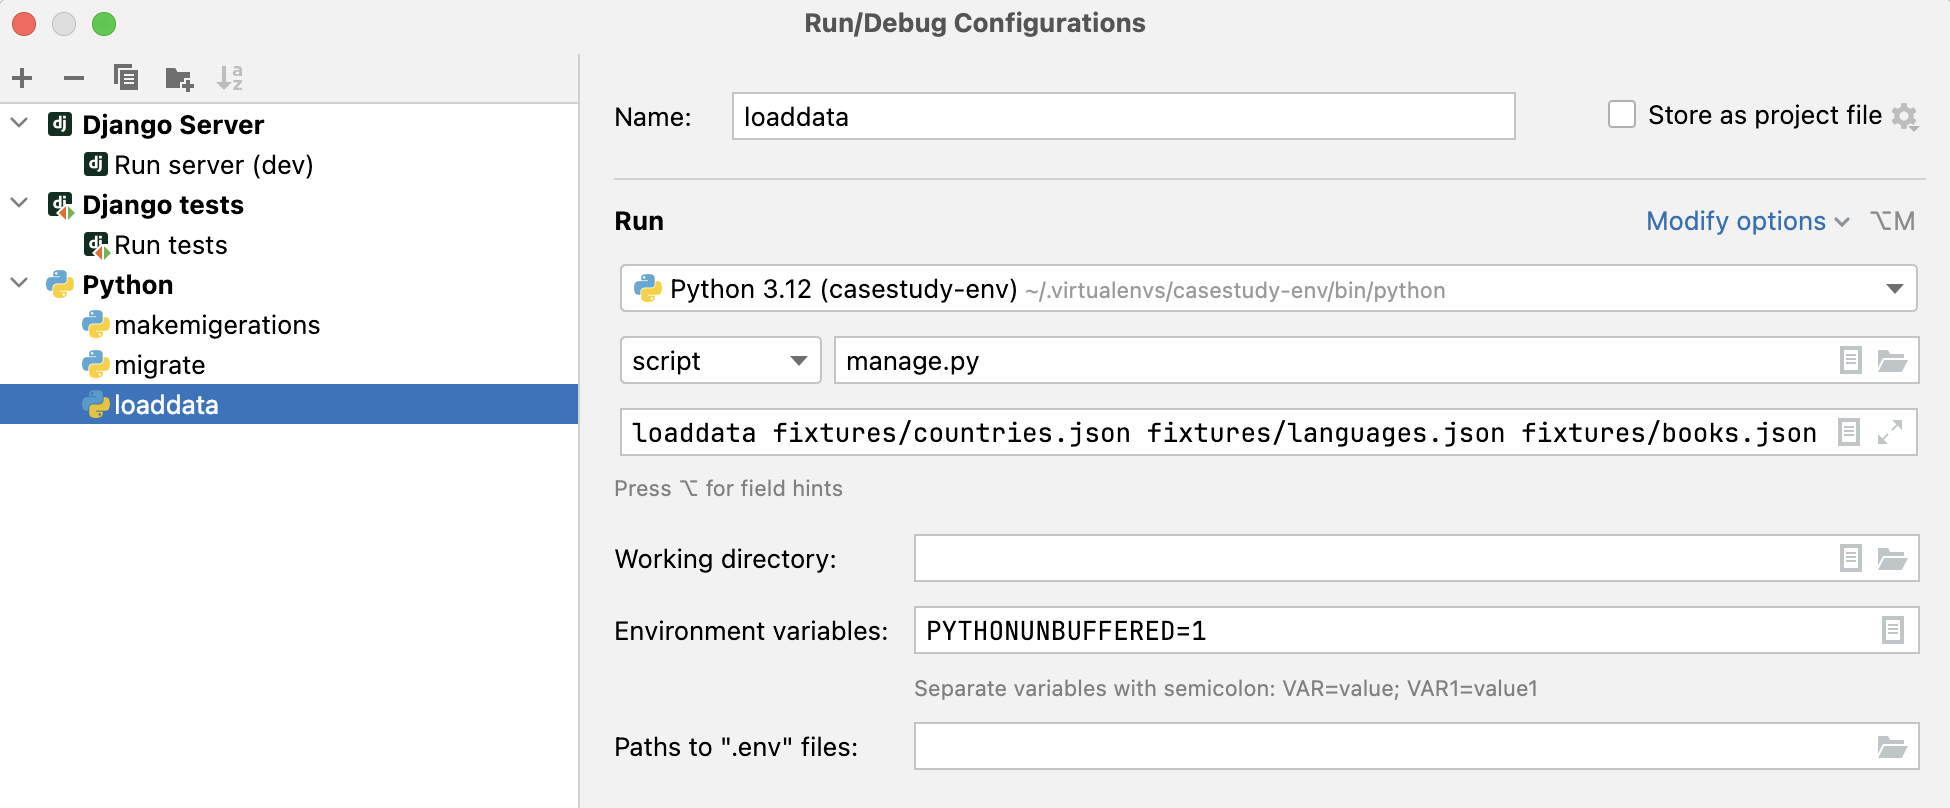 Run/Debug Configurations
Django Server
Run server (dev)
Django tests
Run tests
Python
makemigerations
migrate
loaddata
Name: loaddata Store as project file
Run Modify options ⌥M
Python 3.12 (casestudy-env) ~/.virtualenvs/casestudy-env/bin/python
script manage.py
loaddata fixtures/countries.json fixtures/languages.json fixtures/books.json
Press ⌥ for field hints
Working directory:
Environment variables: PYTHONUNBUFFERED=1
Separate variables with semicolon: VAR=value; VAR1=value1
Paths to ".env" files: